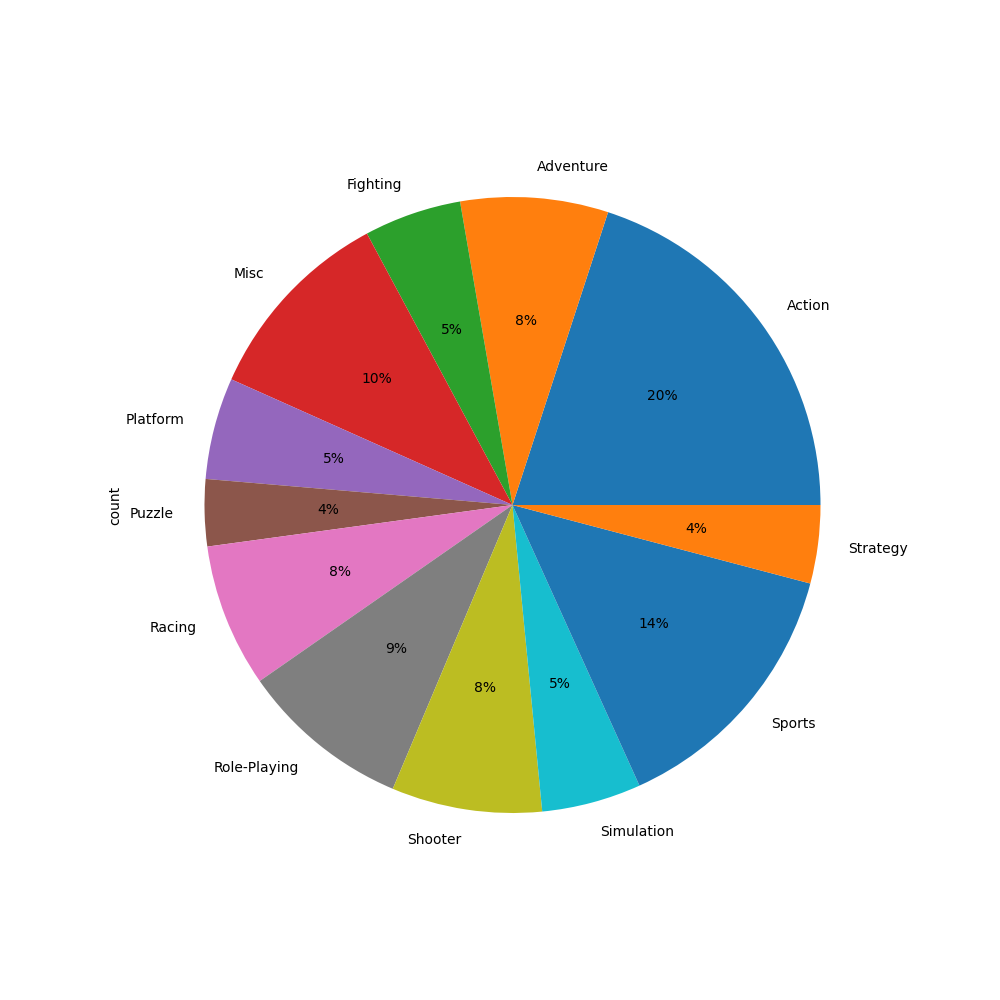 Adventure
Fighting
Misc
Action
8%
5%
10%
20%
Platform
5%
count
Puzzle
4%
4%
Strategy
Racing
8%
14%
9%
8%
5%
Sports
Role-Playing
Shooter
Simulation